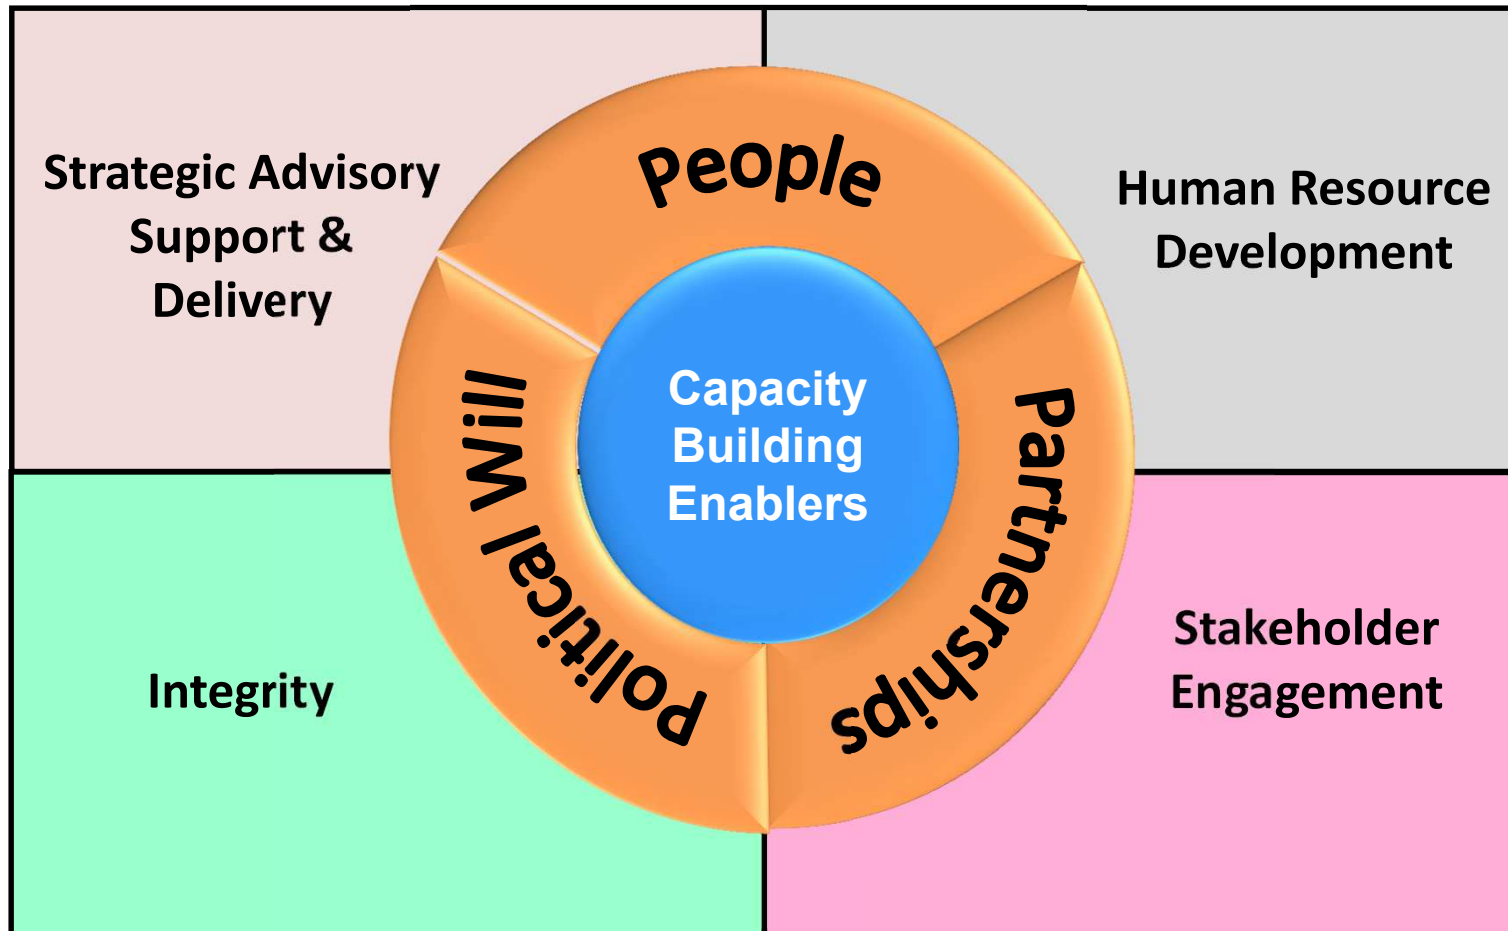 Strategic Advisory
Support &
Delivery
People
Human Resource
Development
Capacity
Building
Enablers
Political Will
Partnerships
Integrity
Stakeholder
Engagement